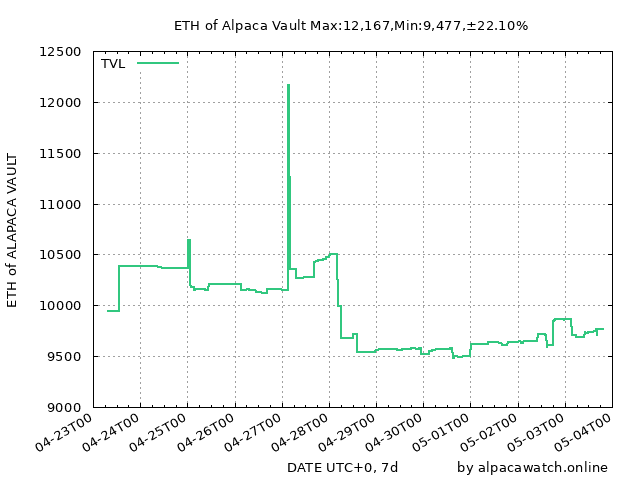 ETH of Alpaca Vault Max:12,167,Min:9,477,±22.10%
TVL
12500
12000
11500
11000
10500
10000
9500
9000
ETH of ALAPACA VAULT
04-23T00
04-24T00
04-25T00
04-26T00
04-27T00
04-28T00
04-29T00
04-30T00
05-01T00
05-02T00
05-03T00
05-04T00
DATE UTC+0, 7d
by alpacawatch.online